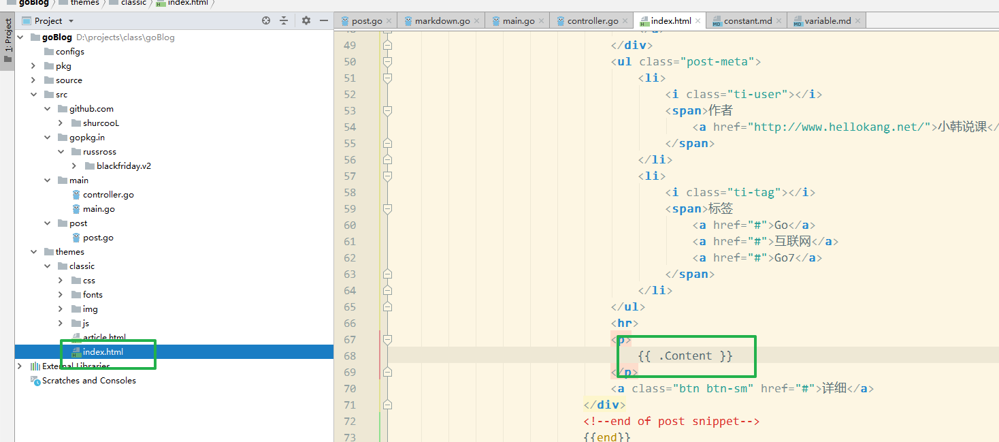 goBlog themes classic index.html
1: Project
Project
goBlog D:\projects\class\goBlog
configs
pkg
source
src
github.com
shurcooL
gopkg.in
russross
blackfriday.v2
main
controller.go
main.go
post
post.go
themes
classic
css
fonts
img
js
article.html
index.html
External Libraries
Scratches and Consoles
post.go markdown.go main.go controller.go index.html constant.md variable.md
49 </div>
50 <ul class="post-meta">
51 <li>
52 <i class="ti-user"></i>
53 <span>作者
54 <a href="http://www.hellokang.net/">小韩说课</
55 </span>
56 </li>
57 <li>
58 <i class="ti-tag"></i>
59 <span>标签
60 <a href="#">Go</a>
61 <a href="#">互联网</a>
62 <a href="#">Go7</a>
63 </span>
64 </li>
65 </ul>
66 <hr>
67 <p>
68 {{ .Content }}
69 </p>
70 <a class="btn btn-sm" href="#">详细</a>
71 </div>
72 <!--end of post snippet-->
73 {{end}}